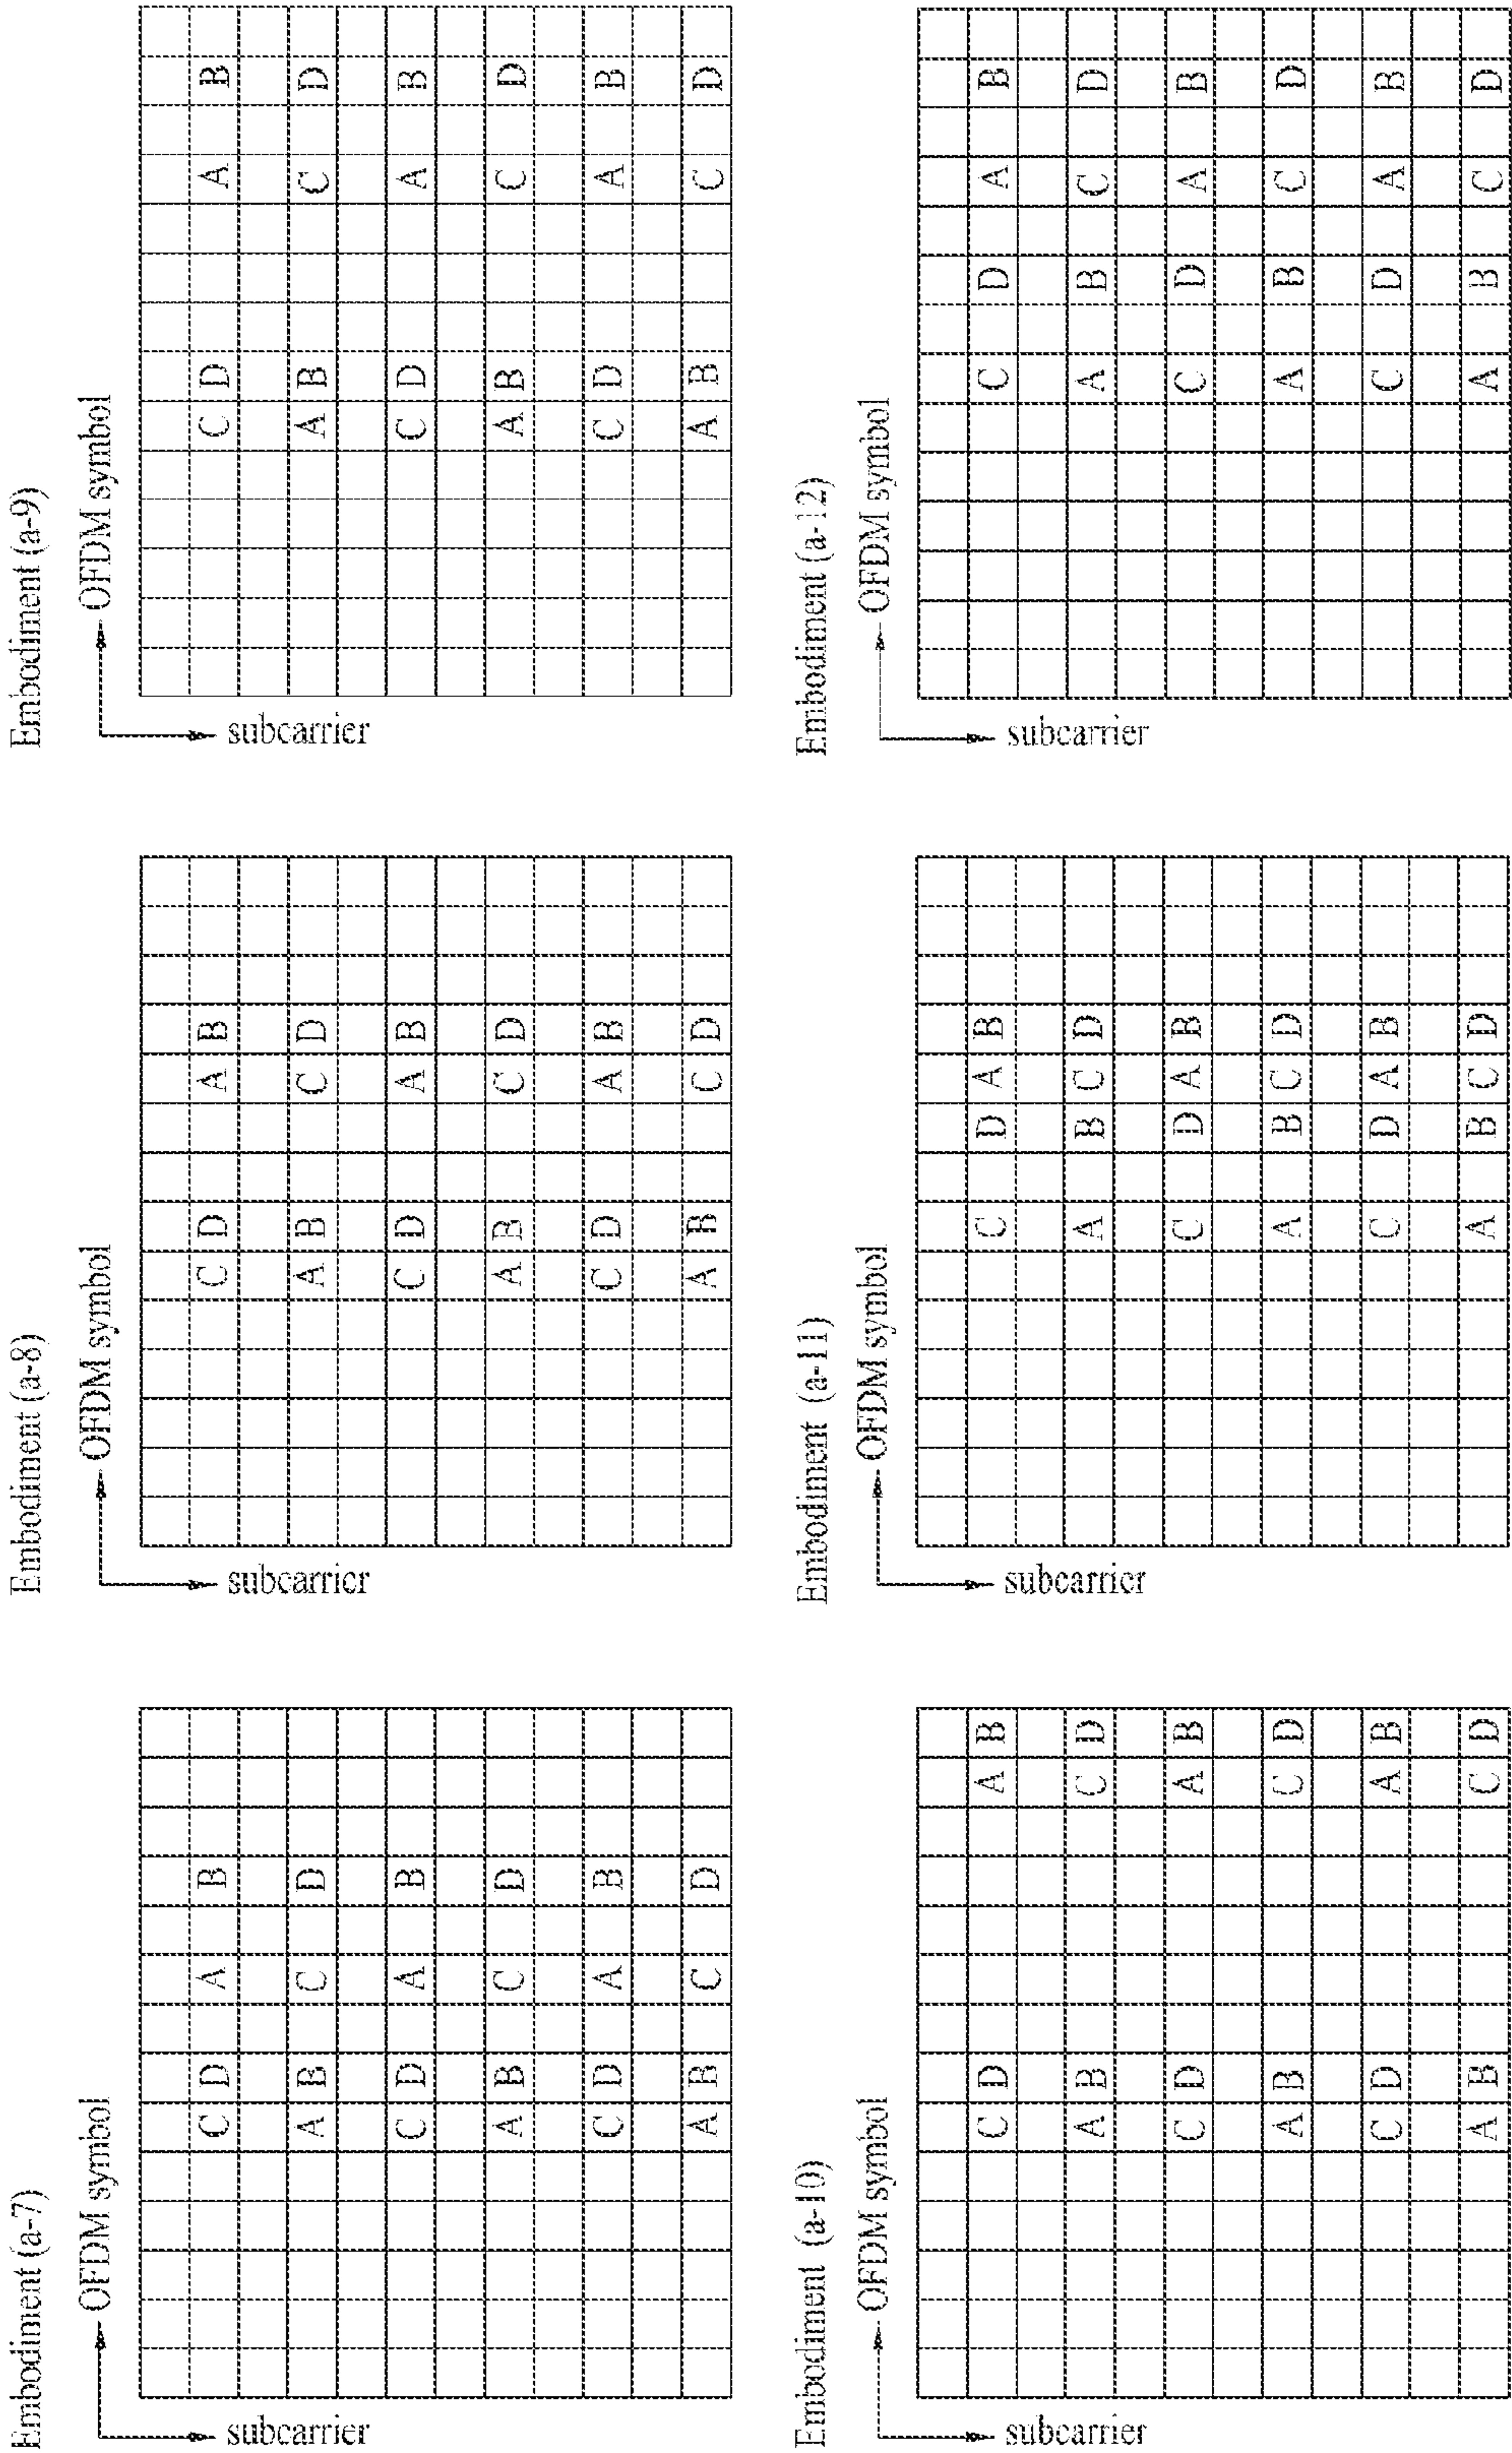 Embodiment (a-7)
OFDM symbol
subcarrier
C D A B
A B C D
C D A B
A B C D
C D A B
A B C D
Embodiment (a-8)
OFDM symbol
subcarrier
C D A B
A B C D
C D A B
A B C D
C D A B
A B C D
Embodiment (a-9)
OFDM symbol
subcarrier
C D A B
A B C D
C D A B
A B C D
C D A B
A B C D
Embodiment (a-10)
OFDM symbol
subcarrier
C D A B
A B C D
C D A B
A B C D
C D A B
A B C D
Embodiment (a-11)
OFDM symbol
subcarrier
C D A B
A B C D
C D A B
A B C D
C D A B
A B C D
Embodiment (a-12)
OFDM symbol
subcarrier
C D A B
A B C D
C D A B
A B C D
C D A B
A B C D